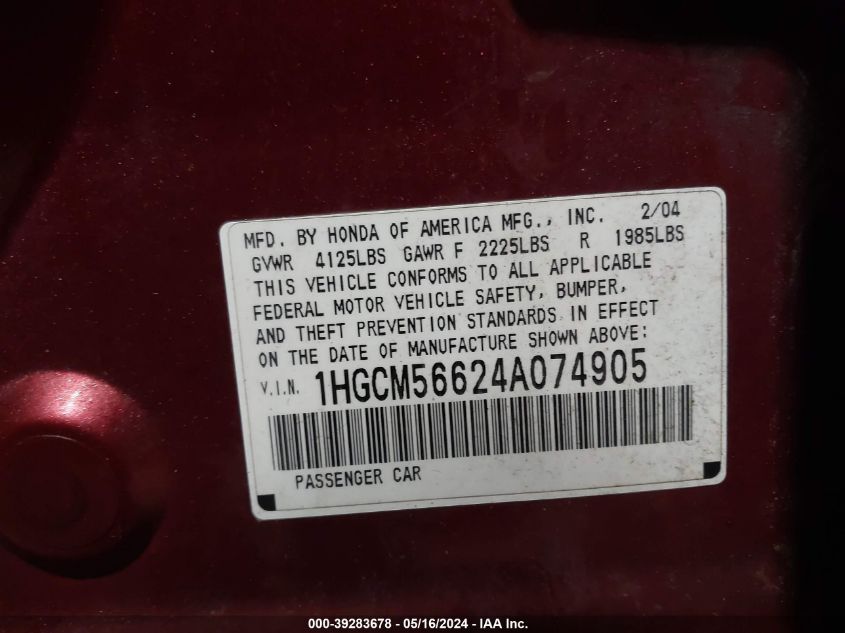 MFD. BY HONDA OF AMERICA MFG., INC. 2/04
GVWR 4125LBS GAWR F 2225LBS R 1985LBS
THIS VEHICLE CONFORMS TO ALL APPLICABLE
FEDERAL MOTOR VEHICLE SAFETY, BUMPER,
AND THEFT PREVENTION STANDARDS IN EFFECT
ON THE DATE OF MANUFACTURE SHOWN ABOVE:
V.I.N. 1HGCM56624A074905
PASSENGER CAR
000-39283678 - 05/16/2024 - IAA Inc.